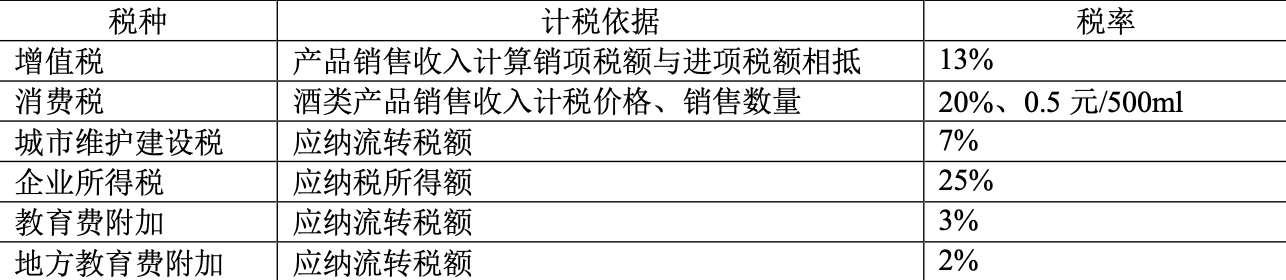 税种 计税依据 税率
增值税 产品销售收入计算销项税额与进项税额相抵 13%
消费税 酒类产品销售收入计税价格、销售数量 20%、0.5 元/500ml
城市维护建设税 应纳流转税额 7%
企业所得税 应纳税所得额 25%
教育费附加 应纳流转税额 3%
地方教育费附加 应纳流转税额 2%